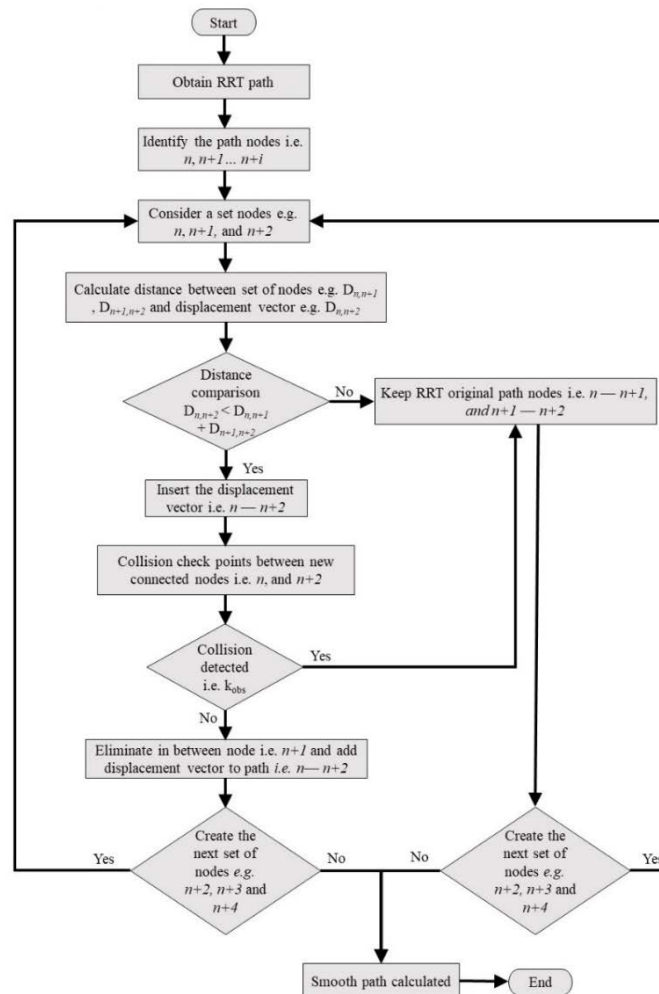 Start
Obtain RRT path
Identify the path nodes i.e.
n, n+1... n+i
Consider a set nodes e.g.
n, n+1, and n+2
Calculate distance between set of nodes e.g. Dn,n+1
, Dn+1,n+2 and displacement vector e.g. Dn,n+2
Distance
comparison
Dn,n+2 < Dn,n+1
+ Dn+1,n+2
No
Keep RRT original path nodes i.e. n — n+1,
and n+1 — n+2
Yes
Insert the displacement
vector i.e. n — n+2
Collision check points between new
connected nodes i.e. n, and n+2
Collision
detected
i.e. kobs
Yes
No
Eliminate in between node i.e. n+1 and add
displacement vector to path i.e. n— n+2
Yes
Create the
next set of
nodes e.g.
n+2, n+3 and
n+4
No
No
Create the
next set of
nodes e.g.
n+2, n+3 and
n+4
Yes
Smooth path calculated
End